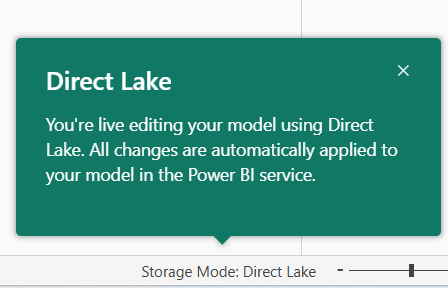 Direct Lake
You're live editing your model using Direct
Lake. All changes are automatically applied to
your model in the Power BI service.
Storage Mode: Direct Lake